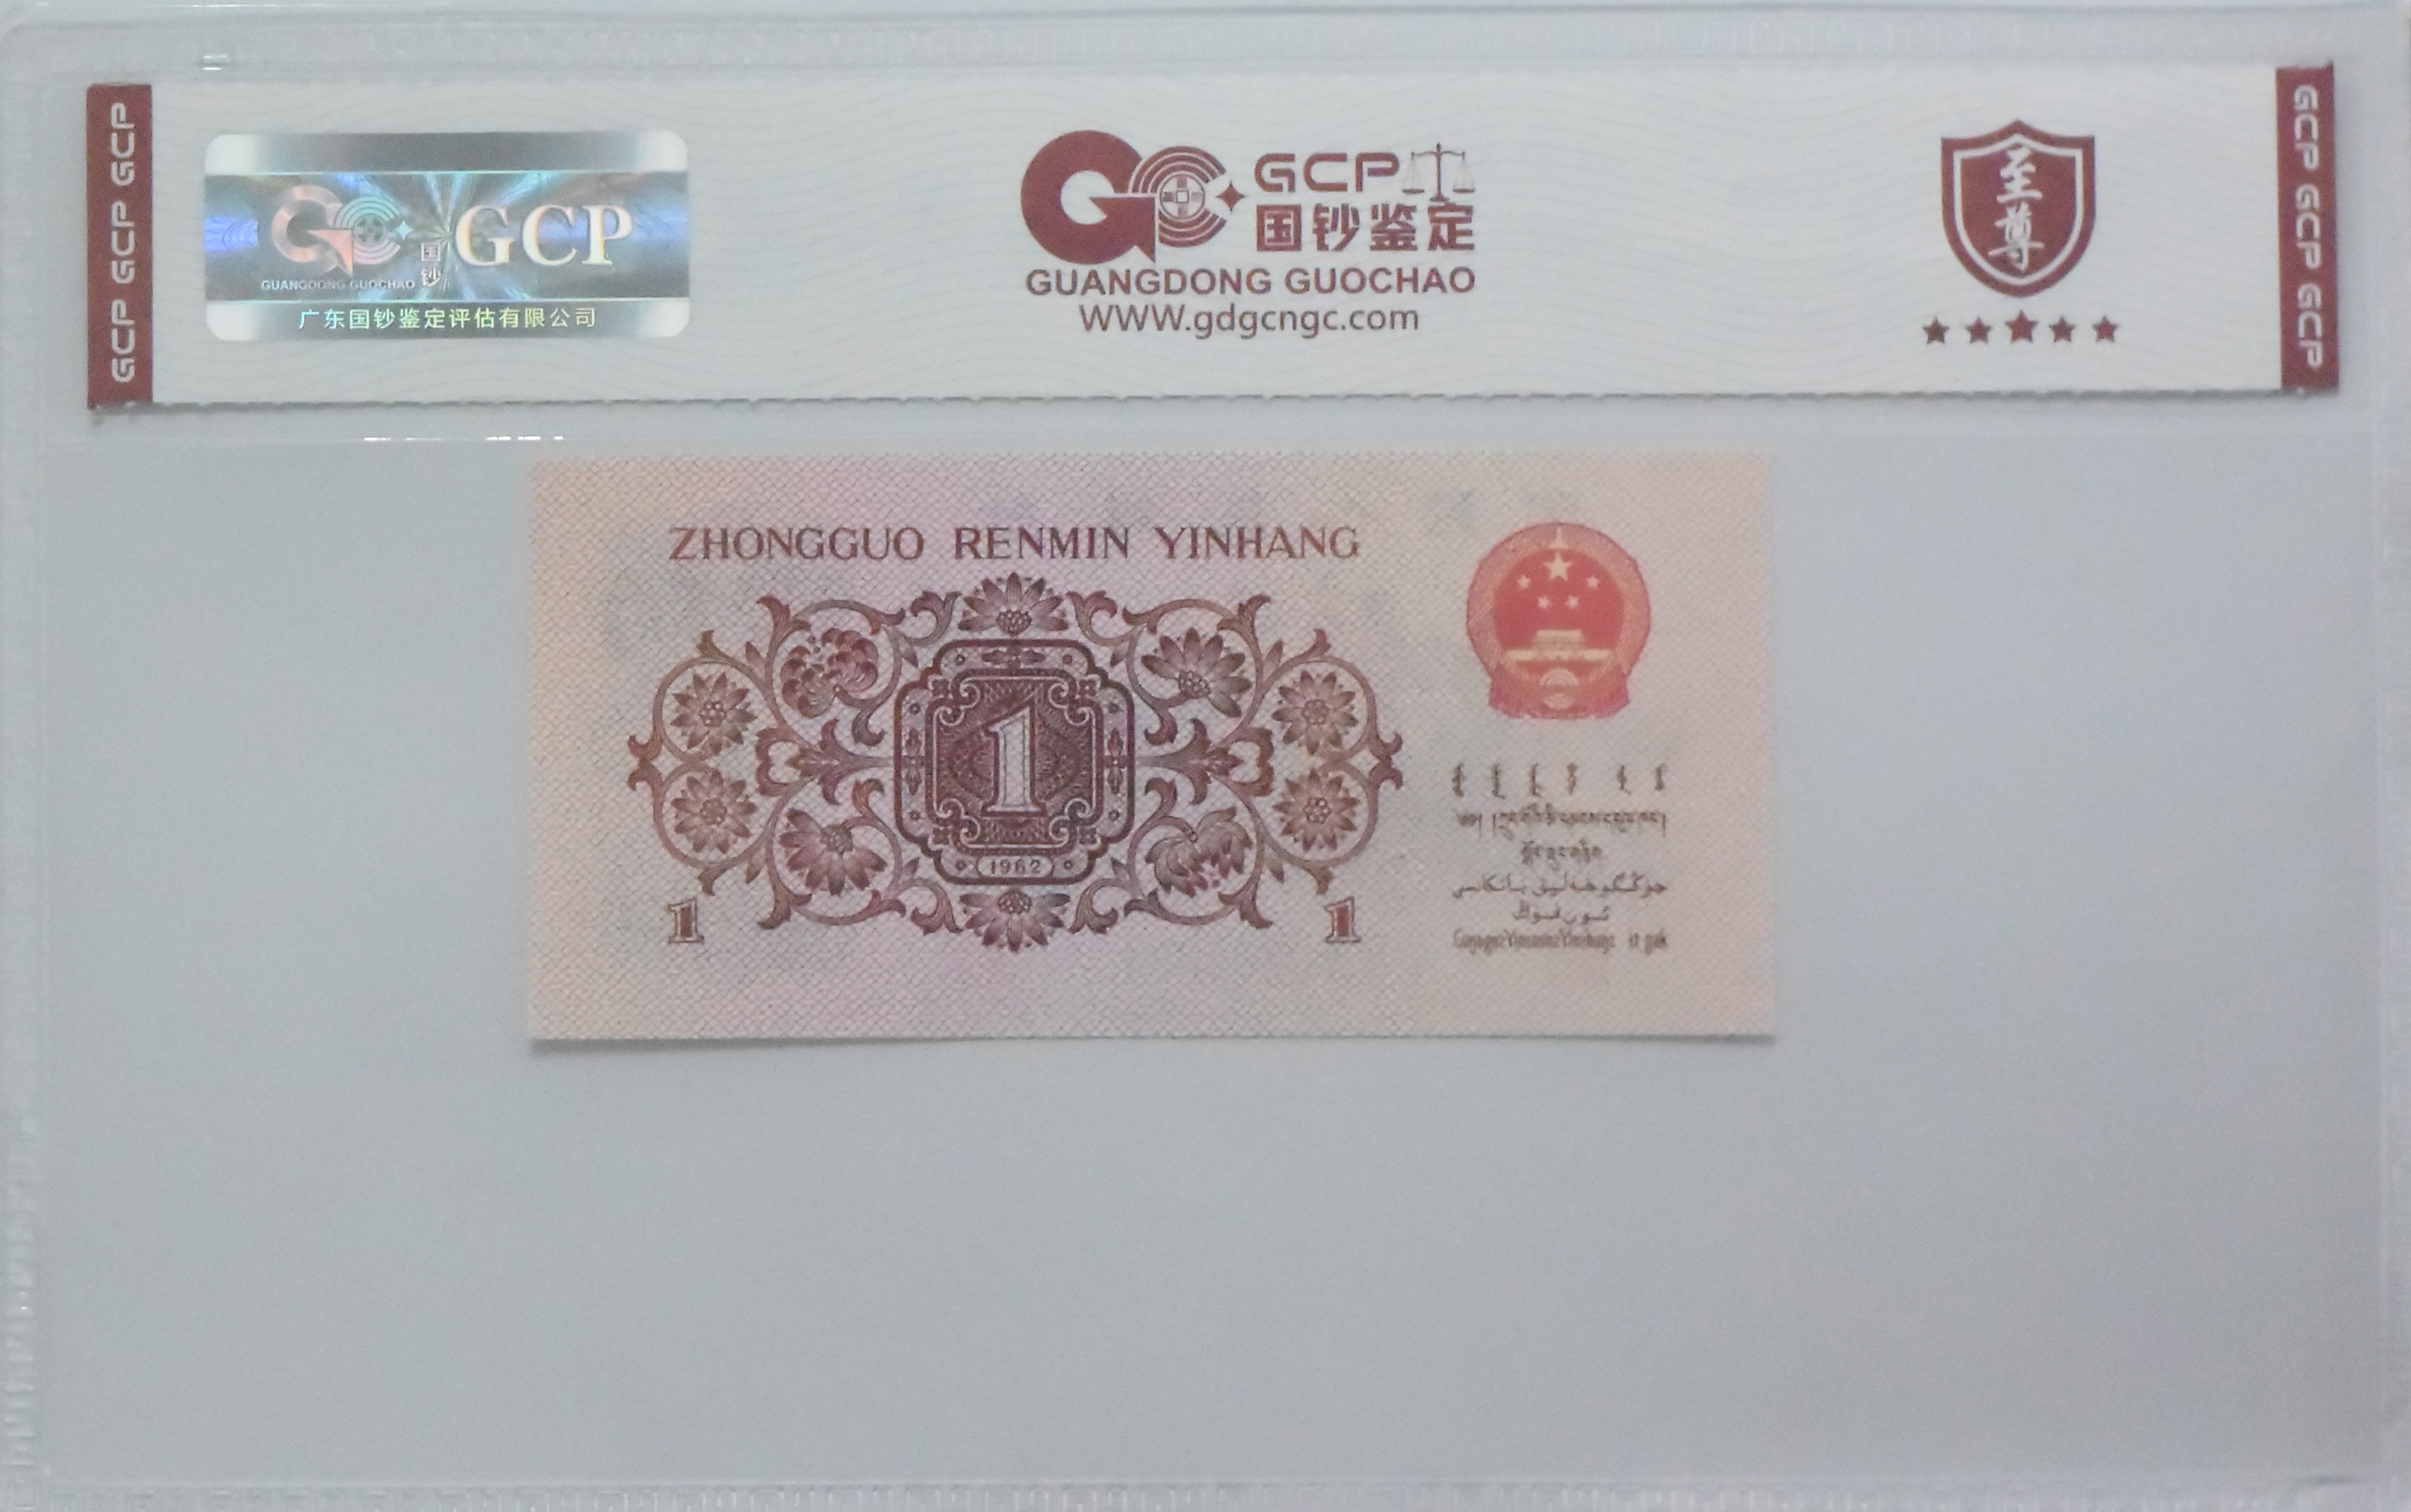 GCP GCP GCP
GCP
国钞
GUANGDONG GUOCHAO
广东国钞鉴定评估有限公司
GCP
国钞鉴定
GUANGDONG GUOCHAO
WWW.gdgcngc.com
至尊
GCP GCP GCP
ZHONGGUO RENMIN YINHANG
1
1962
1
1